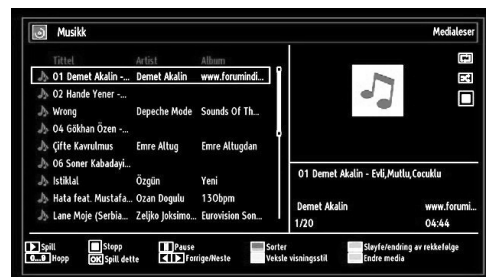 Musikk Medialeser
Tittel Artist Album
01 Demet Akalin -... Demet Akalin www.forumindi...
02 Hande Yener -...
Wrong Depeche Mode Sounds Of Th...
04 Gökhan Özen -...
Çifte Kavrulmus Emre Altug Emre Altugdan
06 Soner Kabadayi...
Istiklal Özgün Yeni
Hata feat. Mustafa... Ozan Dogulu 130bpm
Lane Moje (Serbia... Zeljko Joksimo... Eurovision Son...
01 Demet Akalin - Evli,Mutlu,Cocuklu
Demet Akalin www.forumi...
1/20 04:44
Spill Stopp Pause Sorter Sløyfe/endring av rekkefølge
0...9 Hopp OK Spill dette Forrige/Neste Veksle visningsstil Endre media